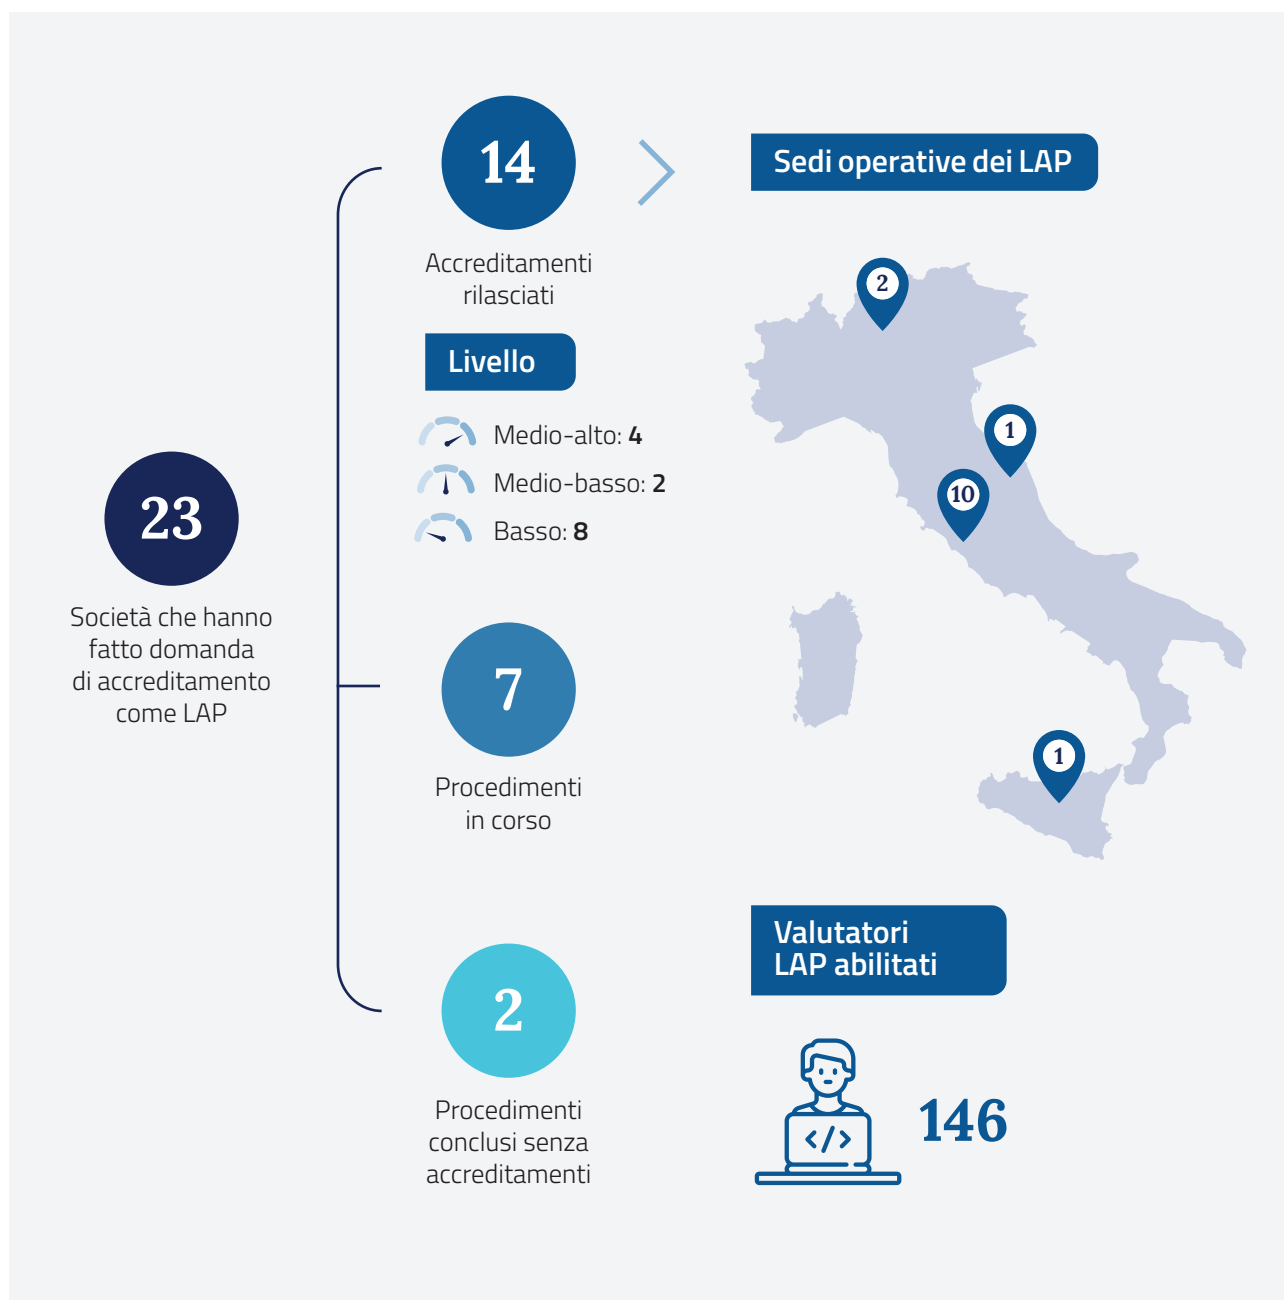 23
Società che hanno
fatto domanda
di accreditamento
come LAP
14
Accreditamenti
rilasciati
Livello
Medio-alto: 4
Medio-basso: 2
Basso: 8
7
Procedimenti
in corso
2
Procedimenti
conclusi senza
accreditamenti
Sedi operative dei LAP
2
1
10
1
Valutatori
LAP abilitati
</>
146